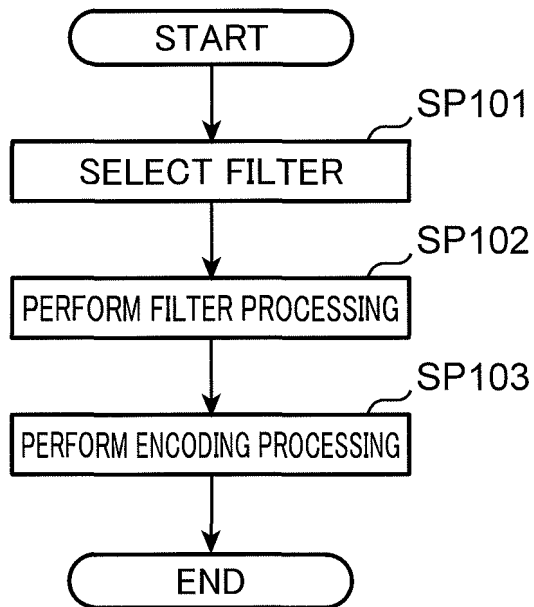 START
SP101
SELECT FILTER
SP102
PERFORM FILTER PROCESSING
SP103
PERFORM ENCODING PROCESSING
END